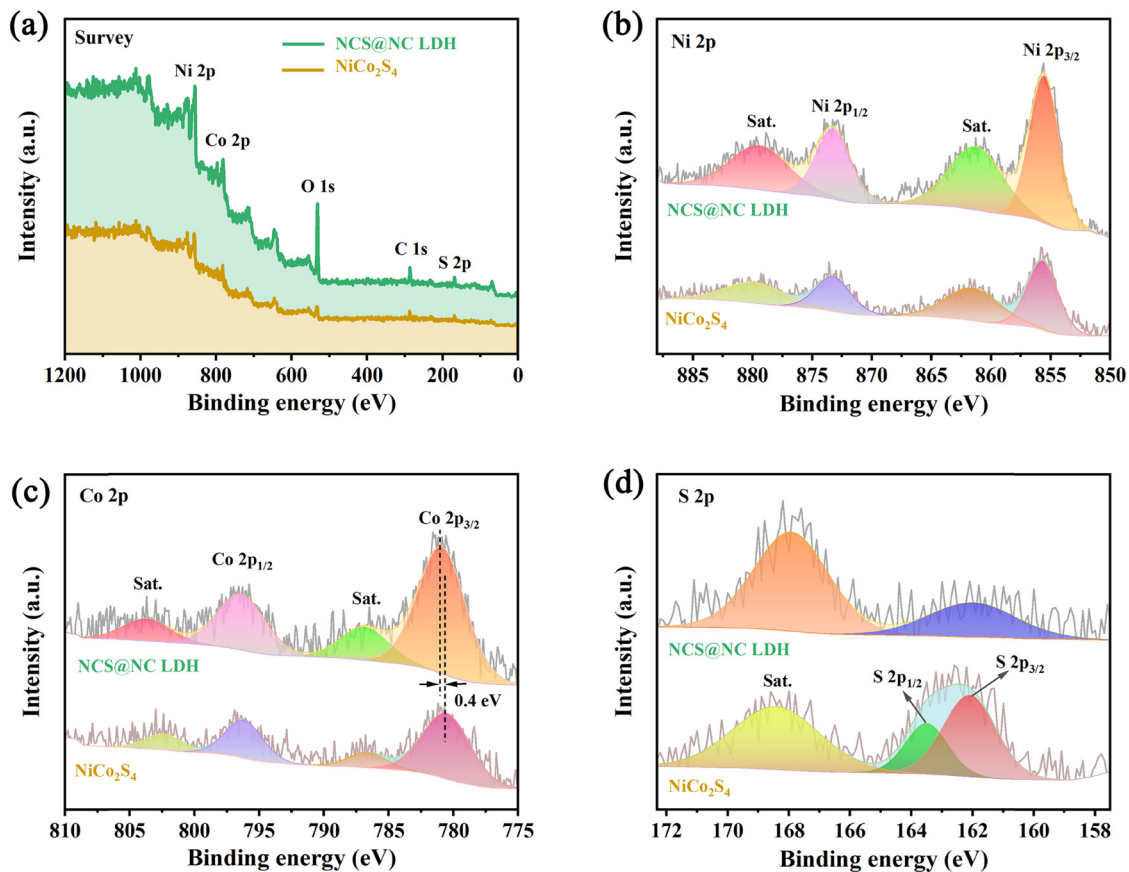 (a)
Survey
NCS@NC LDH
NiCo₂S₄
Ni 2p
Co 2p
O 1s
C 1s
S 2p
Intensity (a.u.)
1200 1000 800 600 400 200 0
Binding energy (eV)
(b)
Ni 2p
Ni 2p₃/₂
Ni 2p₁/₂
Sat.
Sat.
NCS@NC LDH
NiCo₂S₄
Intensity (a.u.)
885 880 875 870 865 860 855 850
Binding energy (eV)
(c)
Co 2p
Co 2p₃/₂
Co 2p₁/₂
Sat.
Sat.
NCS@NC LDH
0.4 eV
NiCo₂S₄
Intensity (a.u.)
810 805 800 795 790 785 780 775
Binding energy (eV)
(d)
S 2p
NCS@NC LDH
S 2p₃/₂
S 2p₁/₂
Sat.
NiCo₂S₄
Intensity (a.u.)
172 170 168 166 164 162 160 158
Binding energy (eV)